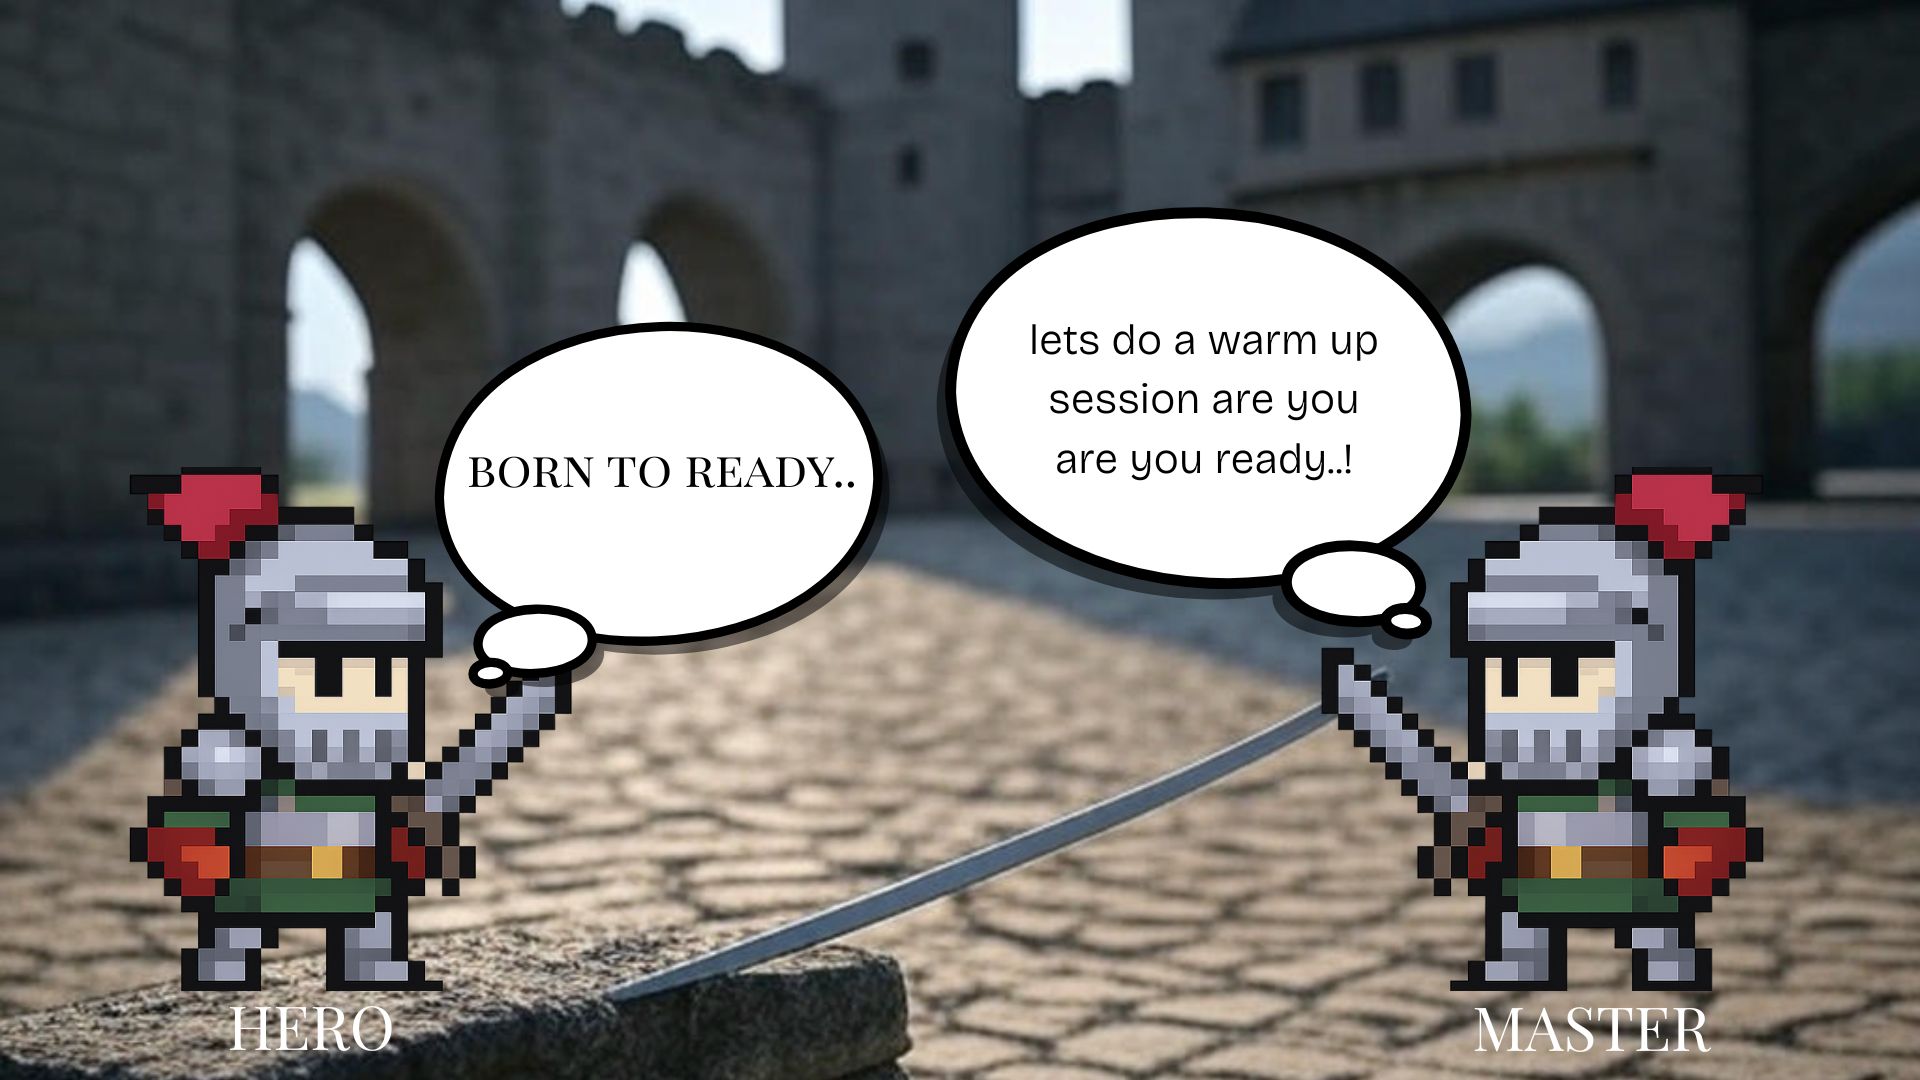 BORN TO READY..
lets do a warm up
session are you
are you ready..!
HERO
MASTER